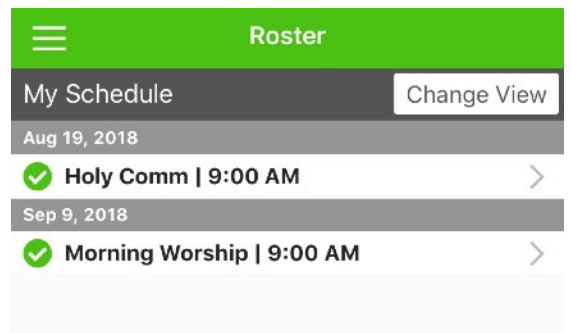 Roster
My Schedule Change View
Aug 19, 2018
Holy Comm | 9:00 AM
Sep 9, 2018
Morning Worship | 9:00 AM